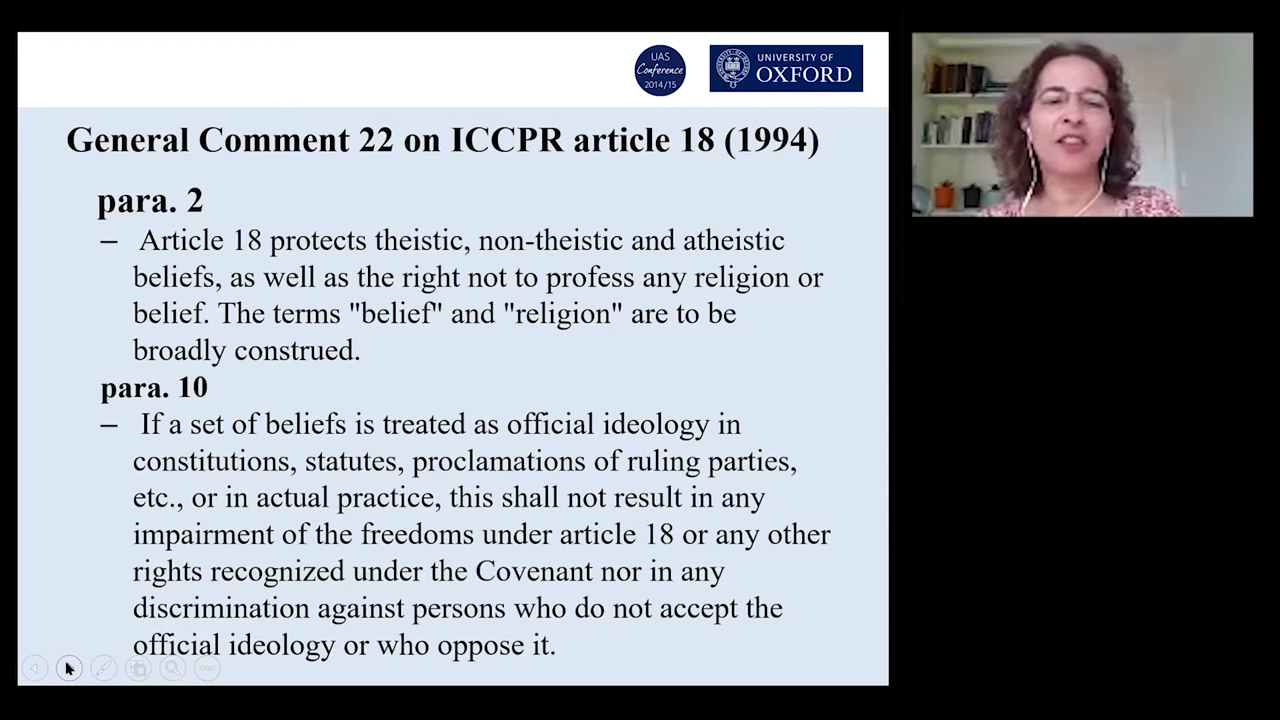 UAS
Conference
2014/15
UNIVERSITY OF
OXFORD
General Comment 22 on ICCPR article 18 (1994)
para. 2
– Article 18 protects theistic, non-theistic and atheistic
beliefs, as well as the right not to profess any religion or
belief. The terms "belief" and "religion" are to be
broadly construed.
para. 10
– If a set of beliefs is treated as official ideology in
constitutions, statutes, proclamations of ruling parties,
etc., or in actual practice, this shall not result in any
impairment of the freedoms under article 18 or any other
rights recognized under the Covenant nor in any
discrimination against persons who do not accept the
official ideology or who oppose it.